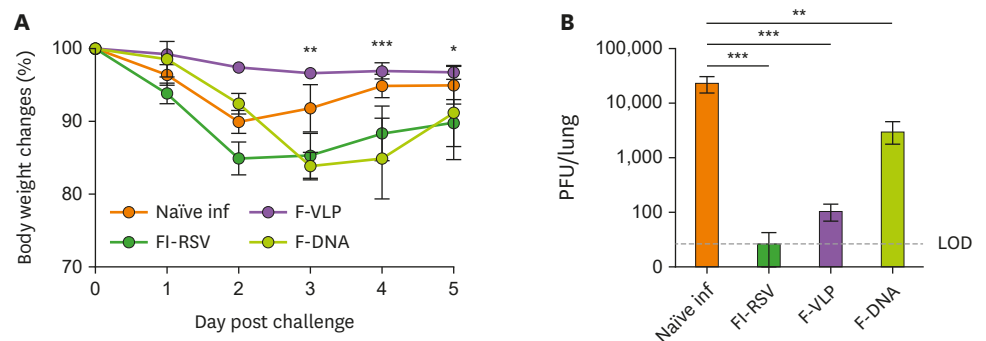 A
Body weight changes (%)
100
90
80
70
** *** *
Naïve inf F-VLP
FI-RSV F-DNA
0 1 2 3 4 5
Day post challenge
B
PFU/lung
100,000
10,000
1,000
100
0
**
***
***
LOD
Naïve inf FI-RSV F-VLP F-DNA